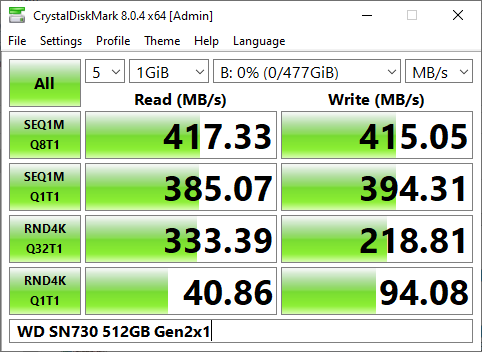 CrystalDiskMark 8.0.4 x64 [Admin]
File Settings Profile Theme Help Language
All 5 1GiB B: 0% (0/477GiB) MB/s
Read (MB/s) Write (MB/s)
SEQ1M Q8T1 417.33 415.05
SEQ1M Q1T1 385.07 394.31
RND4K Q32T1 333.39 218.81
RND4K Q1T1 40.86 94.08
WD SN730 512GB Gen2x1